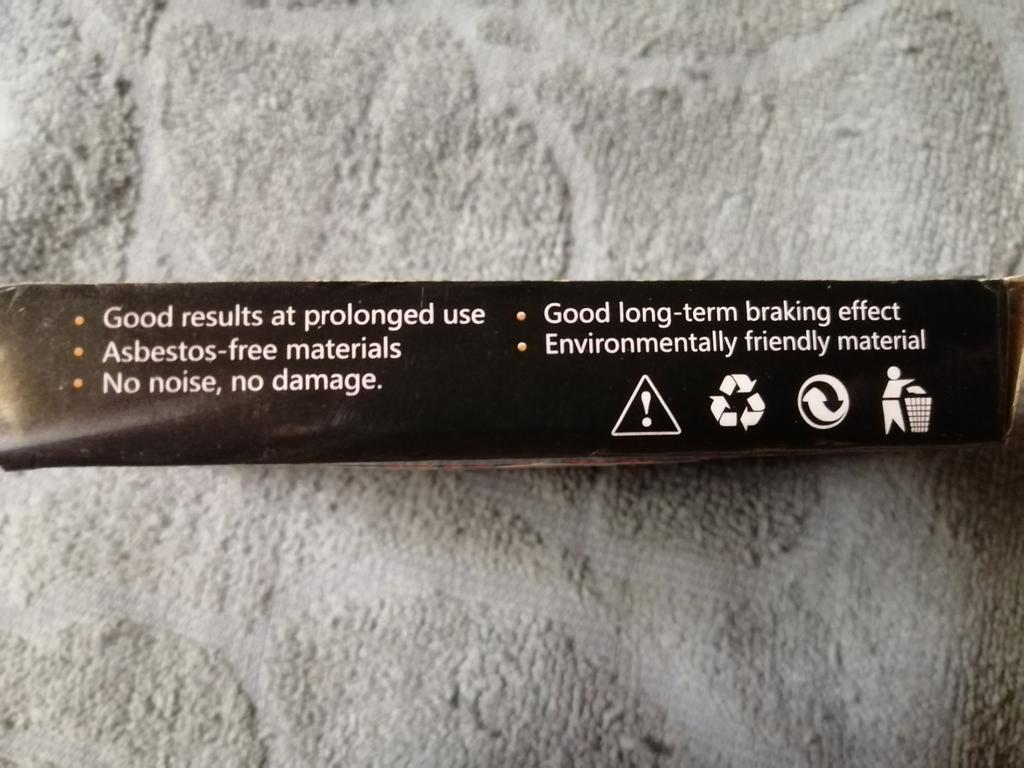 • Good results at prolonged use
• Asbestos-free materials
• No noise, no damage.
• Good long-term braking effect
• Environmentally friendly material